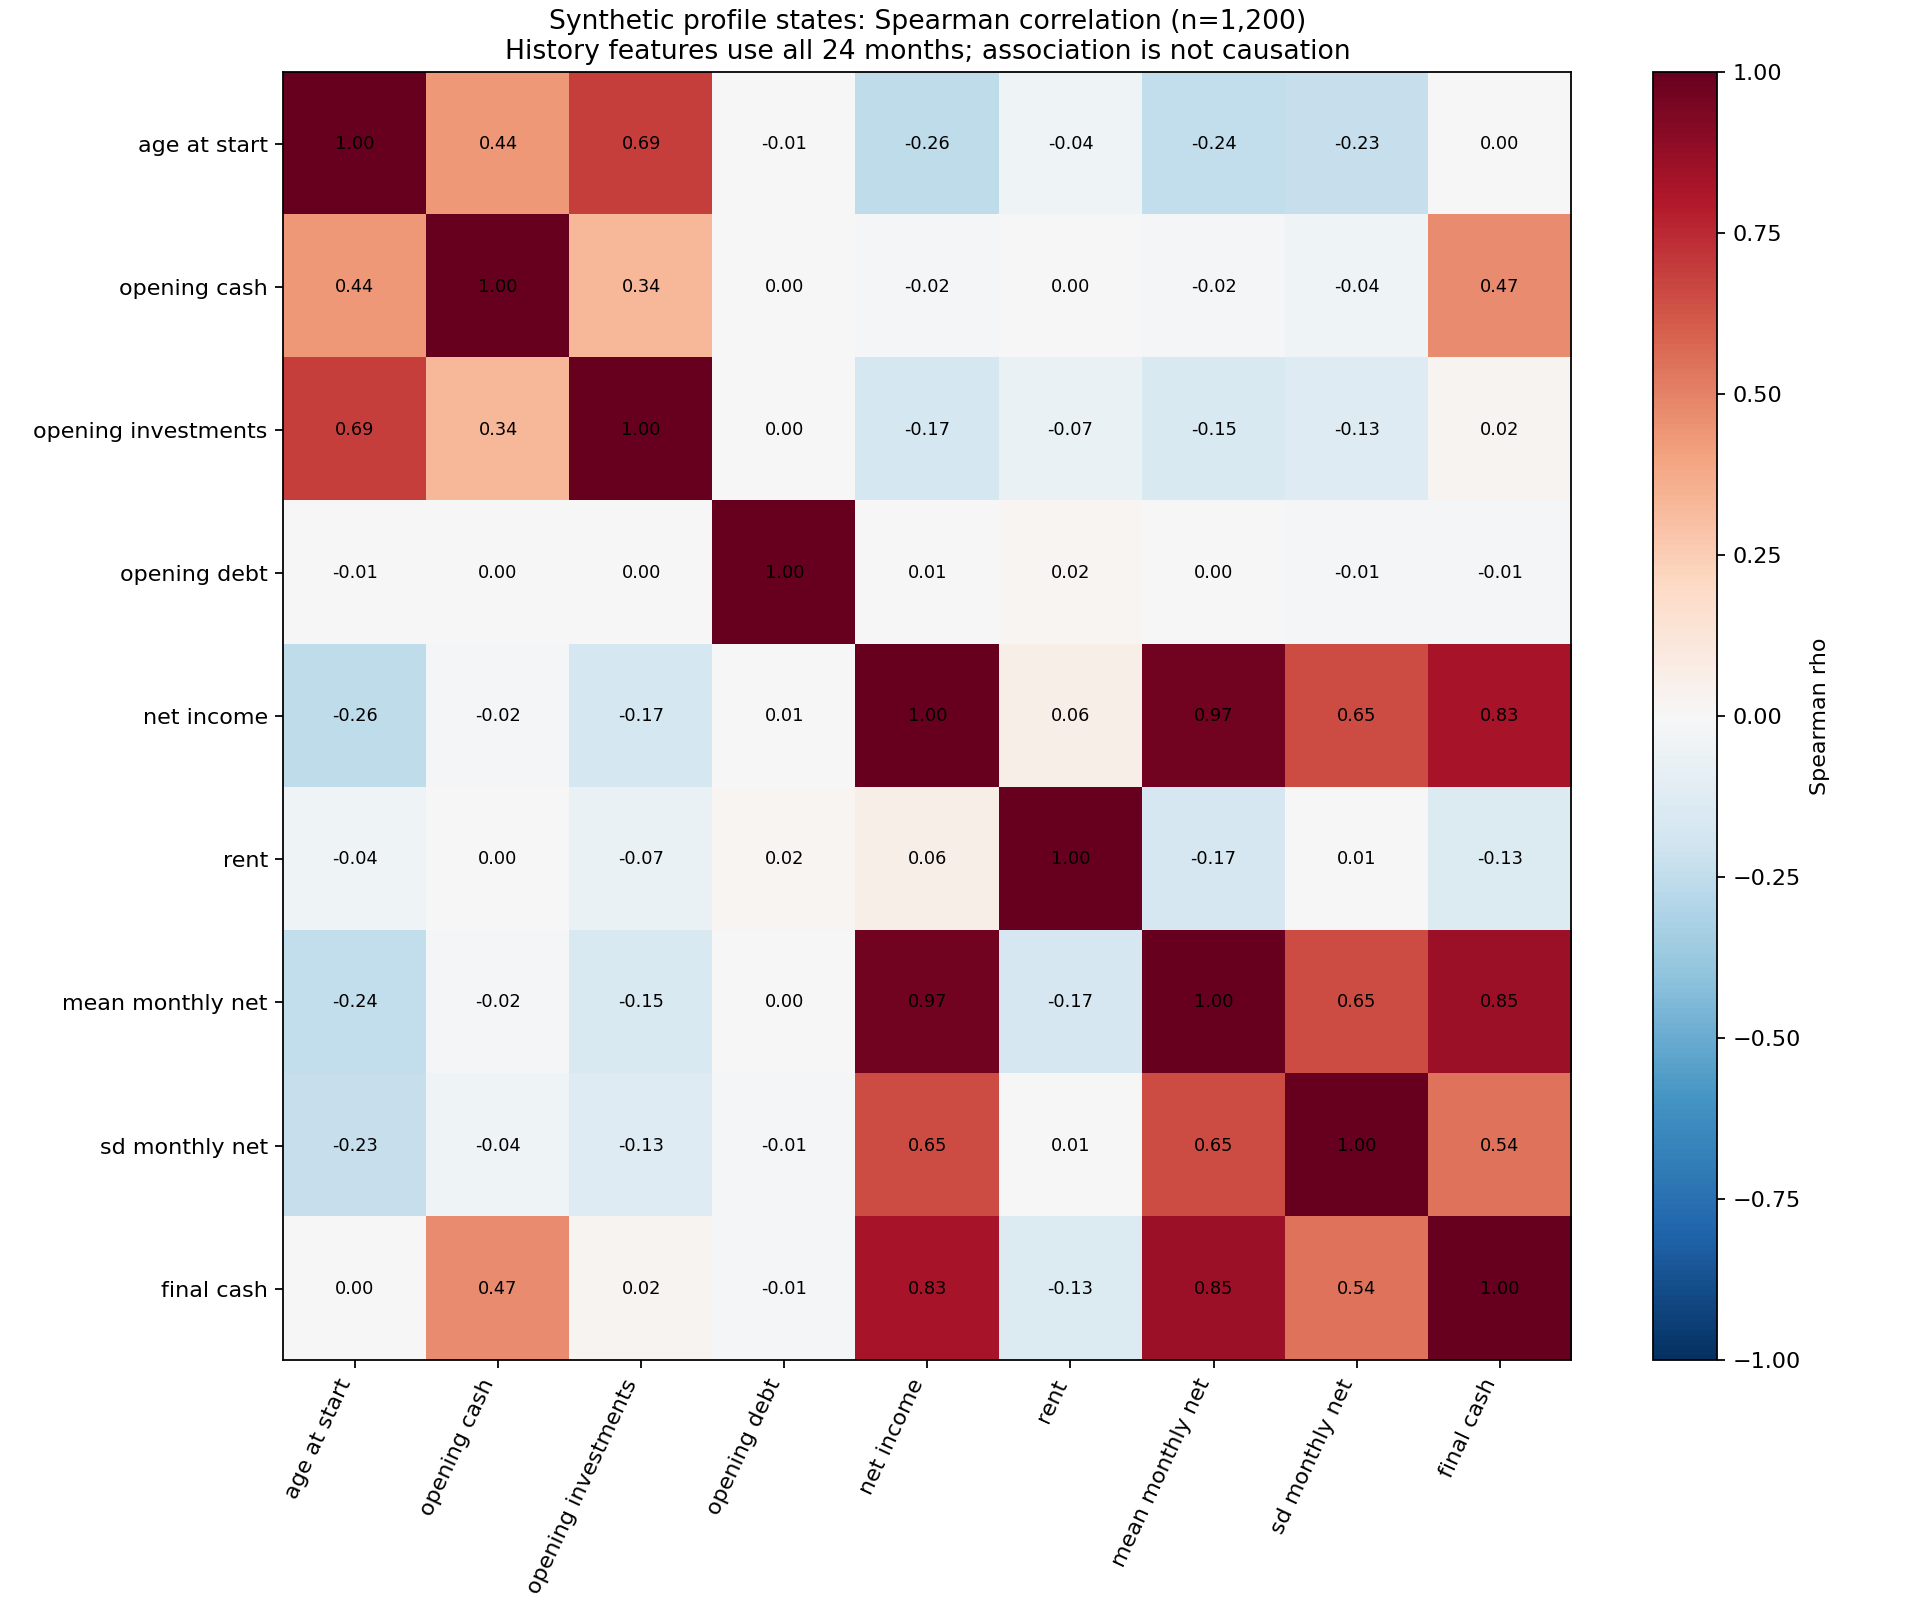 Synthetic profile states: Spearman correlation (n=1,200)
History features use all 24 months; association is not causation
age at start 1.00 0.44 0.69 -0.01 -0.26 -0.04 -0.24 -0.23 0.00
opening cash 0.44 1.00 0.34 0.00 -0.02 0.00 -0.02 -0.04 0.47
opening investments 0.69 0.34 1.00 0.00 -0.17 -0.07 -0.15 -0.13 0.02
opening debt -0.01 0.00 0.00 1.00 0.01 0.02 0.00 -0.01 -0.01
net income -0.26 -0.02 -0.17 0.01 1.00 0.06 0.97 0.65 0.83
rent -0.04 0.00 -0.07 0.02 0.06 1.00 -0.17 0.01 -0.13
mean monthly net -0.24 -0.02 -0.15 0.00 0.97 -0.17 1.00 0.65 0.85
sd monthly net -0.23 -0.04 -0.13 -0.01 0.65 0.01 0.65 1.00 0.54
final cash 0.00 0.47 0.02 -0.01 0.83 -0.13 0.85 0.54 1.00
age at start
opening cash
opening investments
opening debt
net income
rent
mean monthly net
sd monthly net
final cash
1.00
0.75
0.50
0.25
0.00
−0.25
−0.50
−0.75
−1.00
Spearman rho